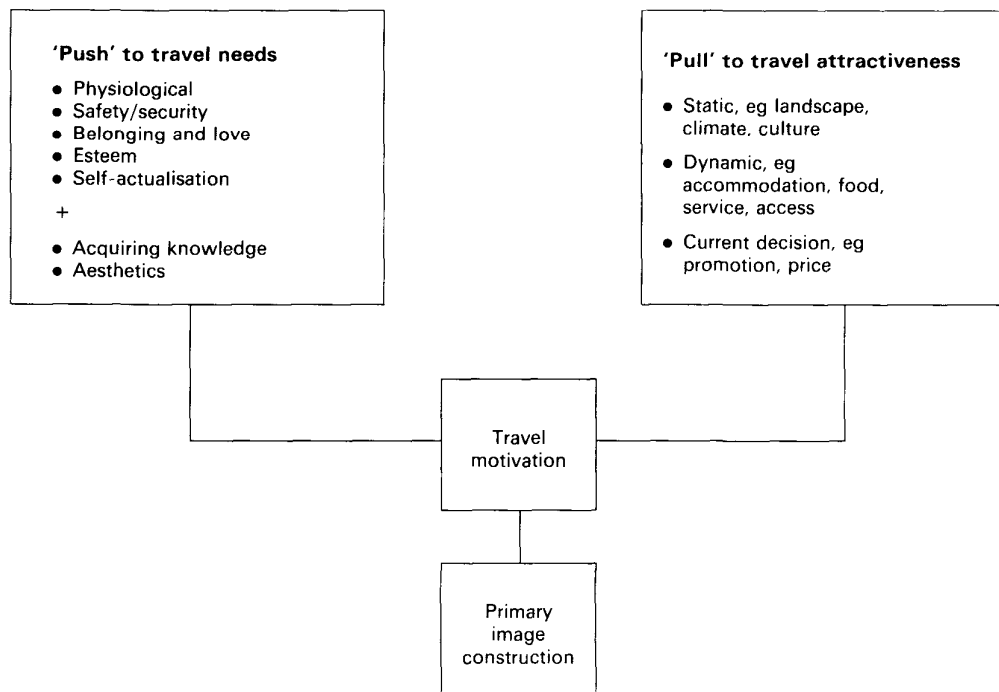 ‘Push’ to travel needs
● Physiological
● Safety/security
● Belonging and love
● Esteem
● Self-actualisation
+
● Acquiring knowledge
● Aesthetics
‘Pull’ to travel attractiveness
● Static, eg landscape,
climate, culture
● Dynamic, eg
accommodation, food,
service, access
● Current decision, eg
promotion, price
Travel
motivation
Primary
image
construction